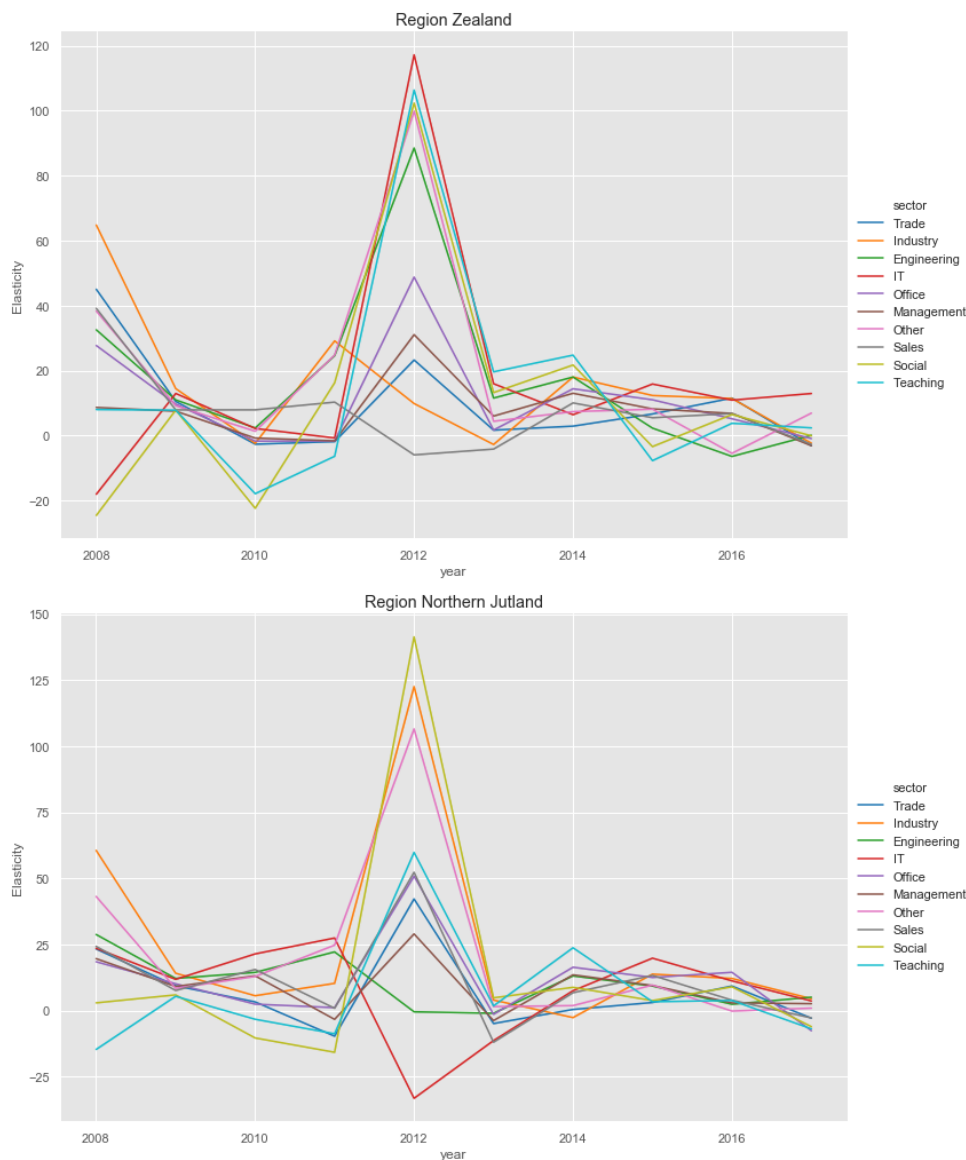 Region Zealand
120
100
80
60
40
20
0
−20
Elasticity
2008
2010
2012
2014
2016
year
sector
Trade
Industry
Engineering
IT
Office
Management
Other
Sales
Social
Teaching
Region Northern Jutland
150
125
100
75
50
25
0
−25
Elasticity
2008
2010
2012
2014
2016
year
sector
Trade
Industry
Engineering
IT
Office
Management
Other
Sales
Social
Teaching